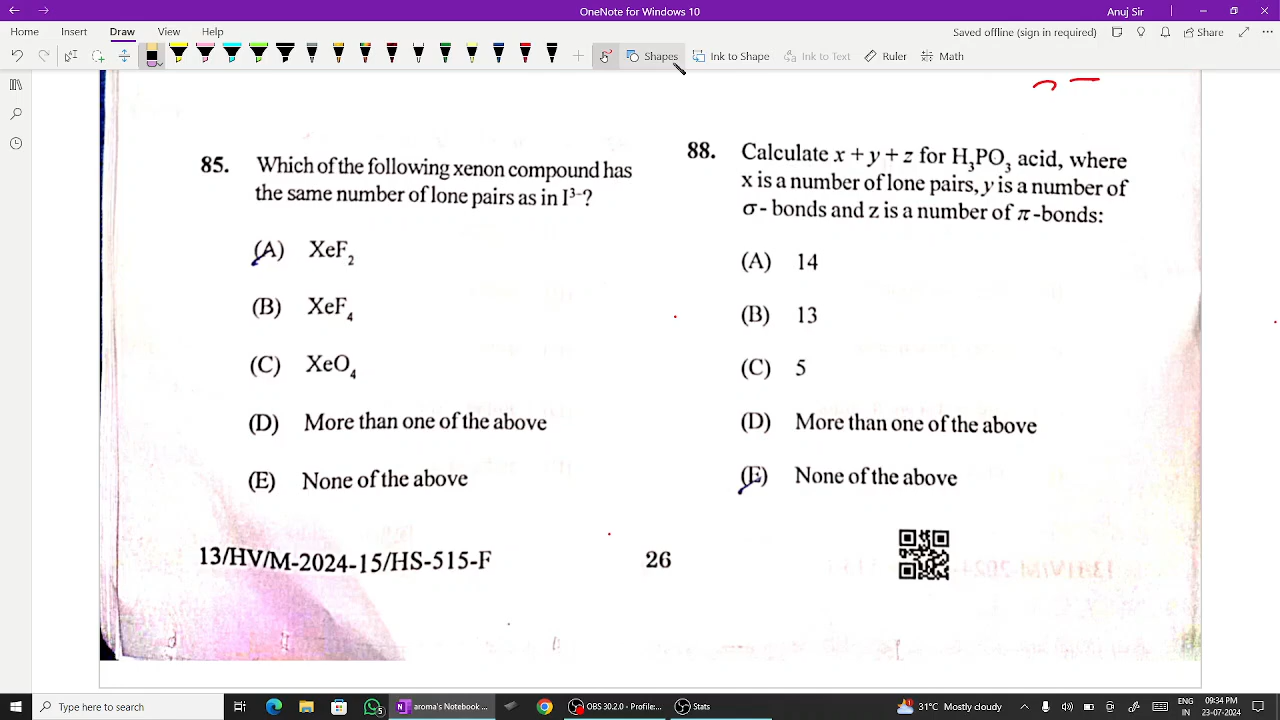 OneNote for Windows 10
Anuj Sir
Home Insert Draw View Help
Saved offline (sign in required)
Share
Shapes Ink to Shape Ink to Text Ruler Math
85. Which of the following xenon compound has
the same number of lone pairs as in I³⁻?
(A) XeF₂
(B) XeF₄
(C) XeO₄
(D) More than one of the above
(E) None of the above
13/HV/M-2024-15/HS-515-F
26
88. Calculate x + y + z for H₃PO₃ acid, where
x is a number of lone pairs, y is a number of
σ - bonds and z is a number of π -bonds:
(A) 14
(B) 13
(C) 5
(D) More than one of the above
(E) None of the above
Type here to search
aroma's Notebook ...
OBS 30.2.0 - Profile:...
Stats
31°C Mostly cloudy
ENG
IN
09:34 PM
23-07-2024